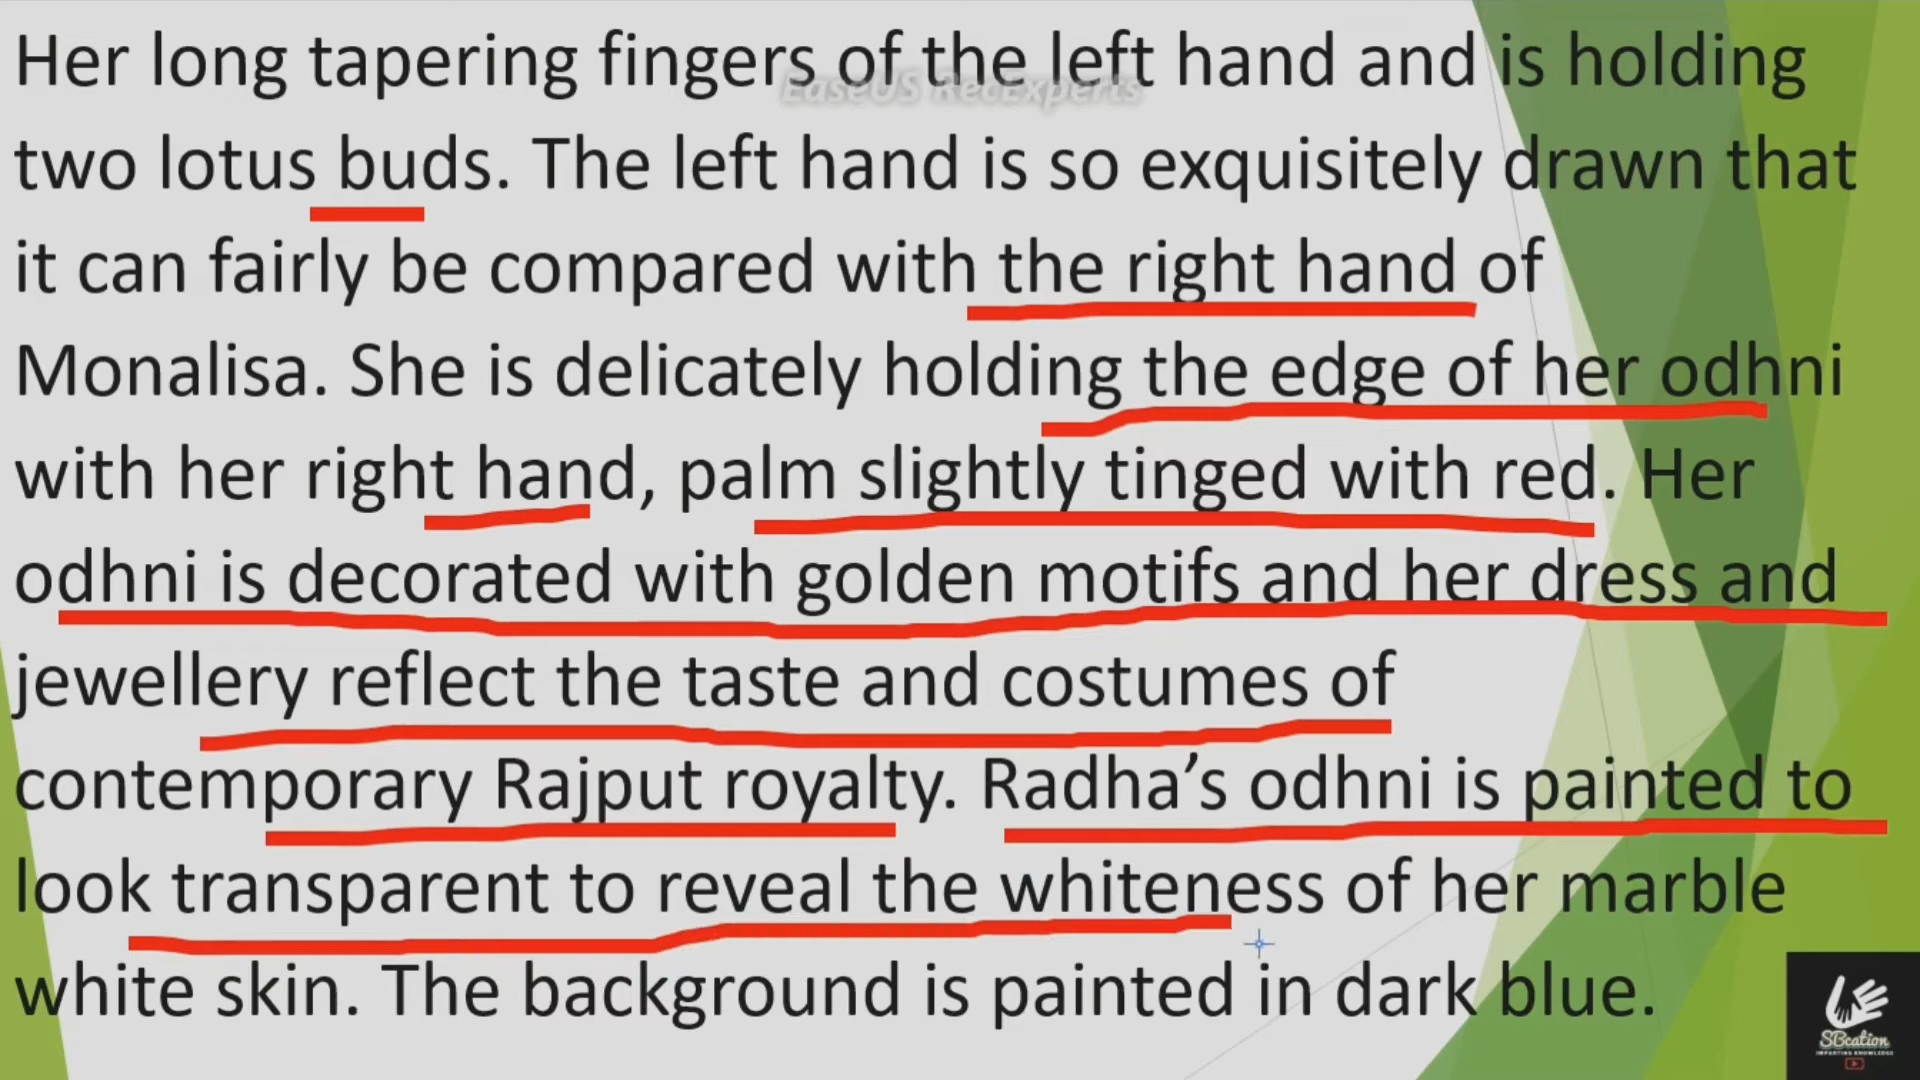 Her long tapering fingers of the left hand and is holding
EaseUS RecExperts
two lotus buds. The left hand is so exquisitely drawn that
it can fairly be compared with the right hand of
Monalisa. She is delicately holding the edge of her odhni
with her right hand, palm slightly tinged with red. Her
odhni is decorated with golden motifs and her dress and
jewellery reflect the taste and costumes of
contemporary Rajput royalty. Radha’s odhni is painted to
look transparent to reveal the whiteness of her marble
white skin. The background is painted in dark blue.
SBcation
IMPARTING KNOWLEDGE